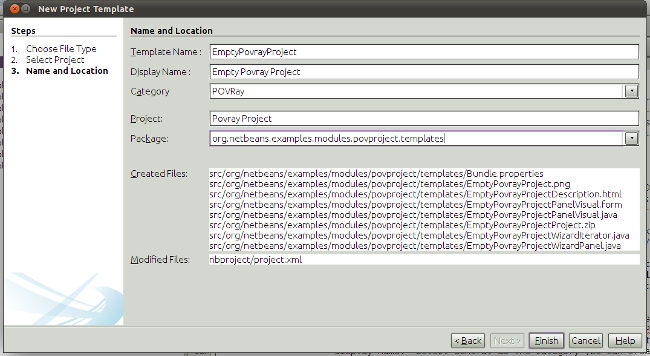 New Project Template
Steps
1. Choose File Type
2. Select Project
3. Name and Location
Name and Location
Template Name: EmptyPovrayProject
Display Name: Empty Povray Project
Category POVRay
Project: Povray Project
Package: org.netbeans.examples.modules.povproject.templates
Created Files: src/org/netbeans/examples/modules/povproject/templates/Bundle.properties
src/org/netbeans/examples/modules/povproject/templates/EmptyPovrayProject.png
src/org/netbeans/examples/modules/povproject/templates/EmptyPovrayProjectDescription.html
src/org/netbeans/examples/modules/povproject/templates/EmptyPovrayProjectPanelVisual.form
src/org/netbeans/examples/modules/povproject/templates/EmptyPovrayProjectPanelVisual.java
src/org/netbeans/examples/modules/povproject/templates/EmptyPovrayProjectProject.zip
src/org/netbeans/examples/modules/povproject/templates/EmptyPovrayProjectWizardIterator.java
src/org/netbeans/examples/modules/povproject/templates/EmptyPovrayProjectWizardPanel.java
Modified Files: nbproject/project.xml
< Back Next > Finish Cancel Help